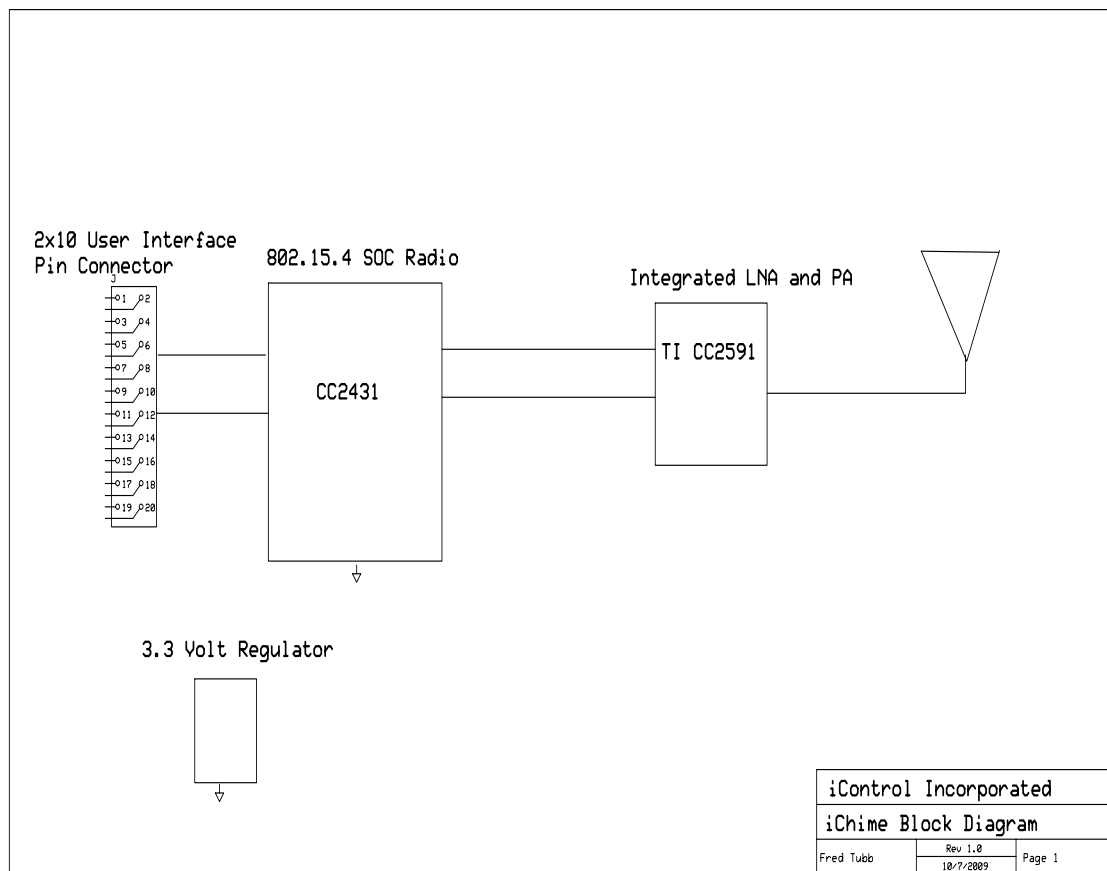 2x10 User Interface
Pin Connector
J
1 2
3 4
5 6
7 8
9 10
11 12
13 14
15 16
17 18
19 20
802.15.4 SOC Radio
CC2431
Integrated LNA and PA
TI CC2591
3.3 Volt Regulator
iControl Incorporated
iChime Block Diagram
Fred Tubb
Rev 1.0
10/7/2009
Page 1